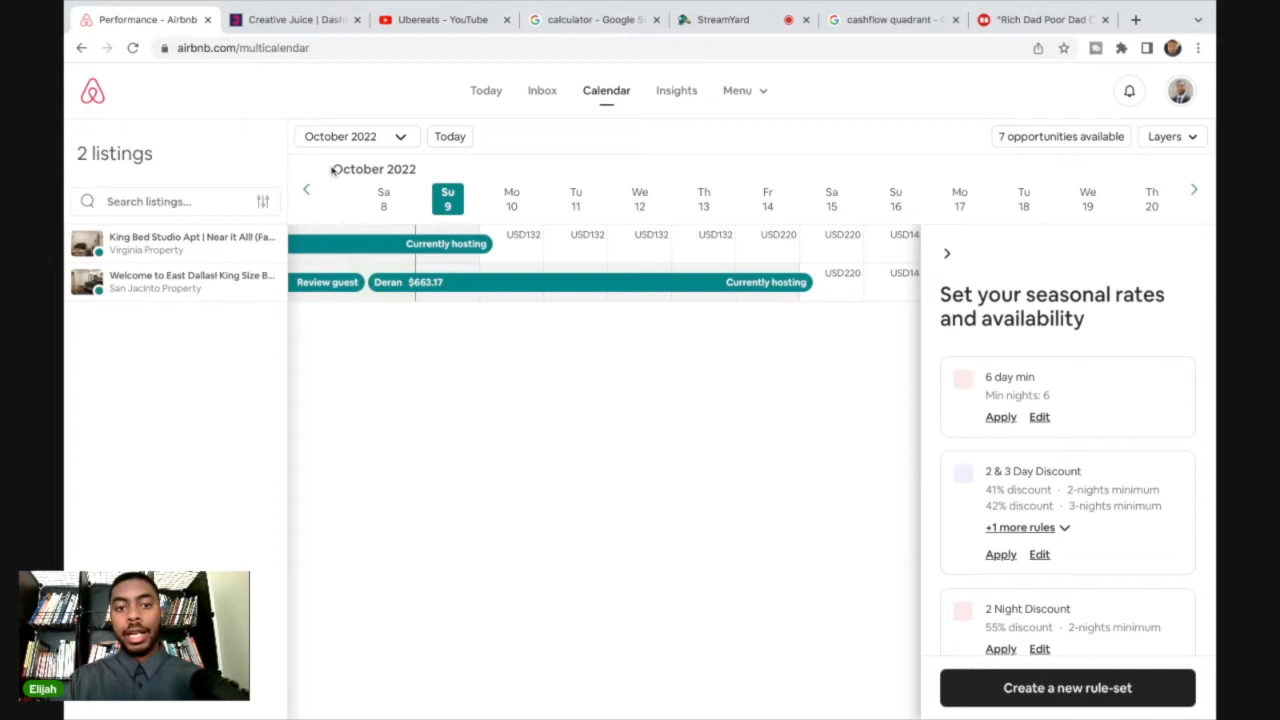 Performance - Airbnb
Creative Juice | Dash
Ubereats - YouTube
calculator - Google S
StreamYard
cashflow quadrant -
"Rich Dad Poor Dad
airbnb.com/multicalendar
Today
Inbox
Calendar
Insights
Menu
2 listings
October 2022
Today
7 opportunities available
Layers
October 2022
Search listings...
Sa
8
Su
9
Mo
10
Tu
11
We
12
Th
13
Fr
14
Sa
15
Su
16
Mo
17
Tu
18
We
19
Th
20
King Bed Studio Apt | Near it All! (Fa...
Virginia Property
Currently hosting
USD132
USD132
USD132
USD132
USD220
USD220
USD14
Welcome to East Dallas! King Size B...
San Jacinto Property
Review guest
Deran $663.17
Currently hosting
USD220
USD14
Set your seasonal rates
and availability
6 day min
Min nights: 6
Apply Edit
2 & 3 Day Discount
41% discount · 2-nights minimum
42% discount · 3-nights minimum
+1 more rules
Apply Edit
2 Night Discount
55% discount · 2-nights minimum
Apply Edit
Create a new rule-set
Elijah